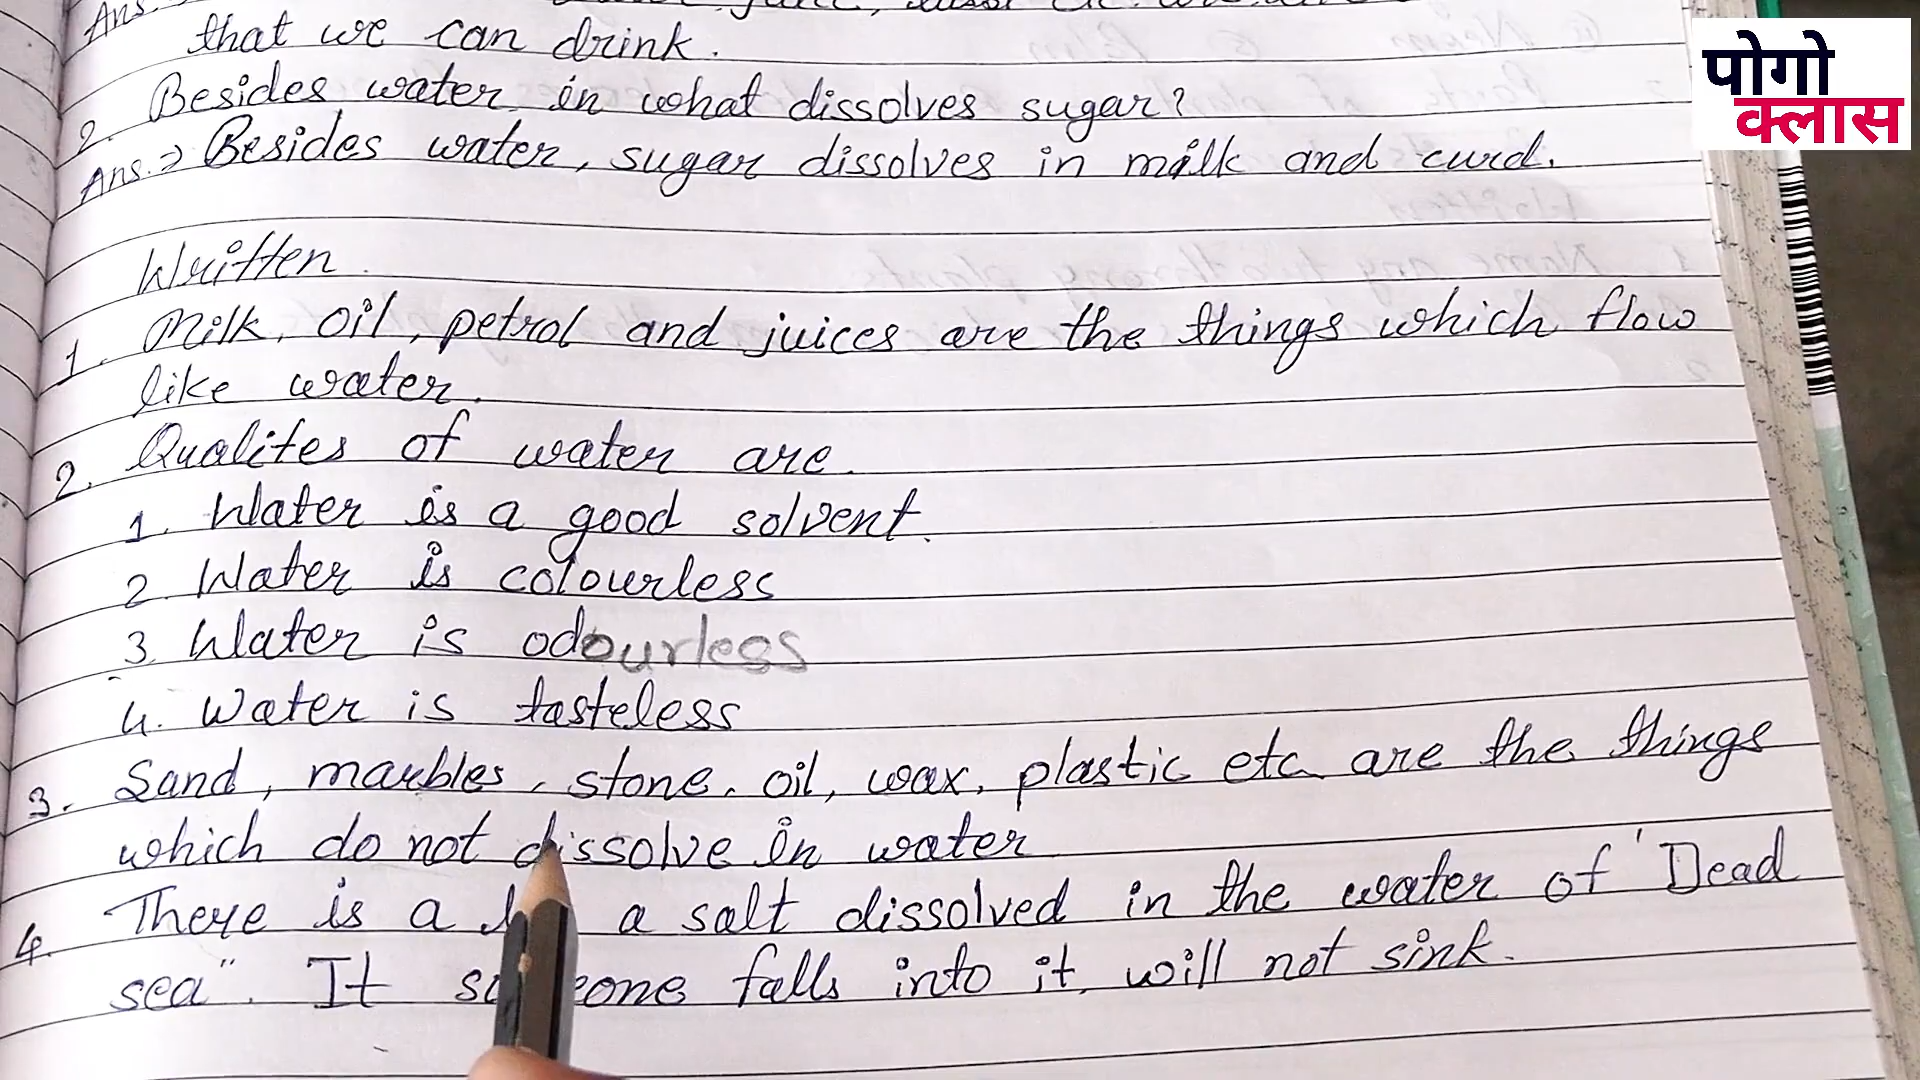 Ans.
that we can drink.
पोगो
क्लास
2. Besides water in what dissolves sugar?
Ans.⇒ Besides water, sugar dissolves in milk and curd.
Written
1. Milk, oil, petrol and juices are the things which flow
like water.
2. Qualites of water are.
1. Water is a good solvent.
2. Water is colourless
3. Water is odourless
4. Water is tasteless
3. Sand, marbles, stone, oil, wax, plastic etc are the things
which do not dissolve in water
4. There is a a salt dissolved in the water of 'Dead
sea". It falls into it, will not sink.